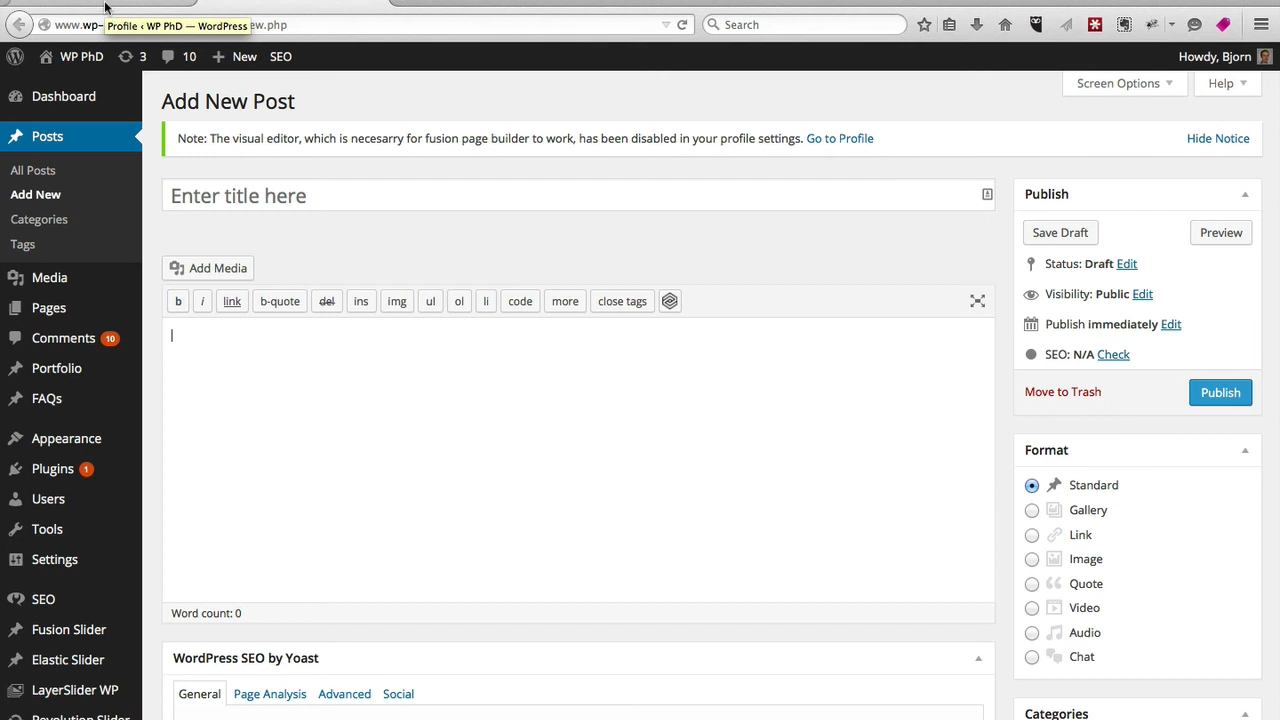 Profile ‹ WP PhD — WordPress
www.wp-
ew.php
Search
WP PhD
3
10
New
SEO
Howdy, Bjorn
Screen Options
Help
Dashboard
Posts
All Posts
Add New
Categories
Tags
Media
Pages
Comments 10
Portfolio
FAQs
Appearance
Plugins 1
Users
Tools
Settings
SEO
Fusion Slider
Elastic Slider
LayerSlider WP
Revolution Slider
Add New Post
Note: The visual editor, which is necesarry for fusion page builder to work, has been disabled in your profile settings. Go to Profile
Hide Notice
Enter title here
Add Media
b
i
link
b-quote
del
ins
img
ul
ol
li
code
more
close tags
Word count: 0
WordPress SEO by Yoast
General
Page Analysis
Advanced
Social
Publish
Save Draft
Preview
Status: Draft Edit
Visibility: Public Edit
Publish immediately Edit
SEO: N/A Check
Move to Trash
Publish
Format
Standard
Gallery
Link
Image
Quote
Video
Audio
Chat
Categories